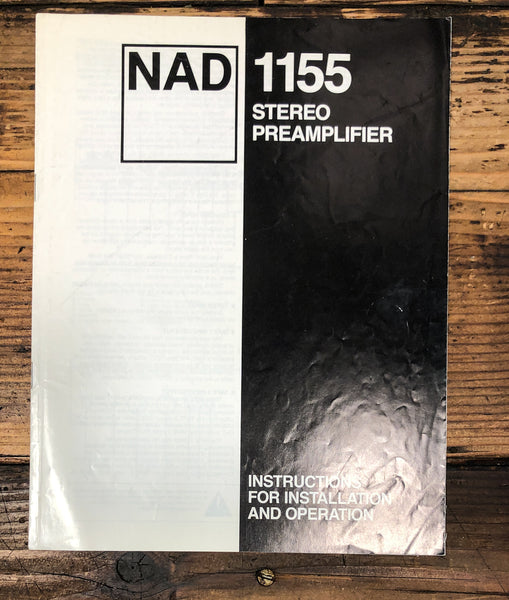 NAD
1155
STEREO
PREAMPLIFIER
INSTRUCTIONS
FOR INSTALLATION
AND OPERATION